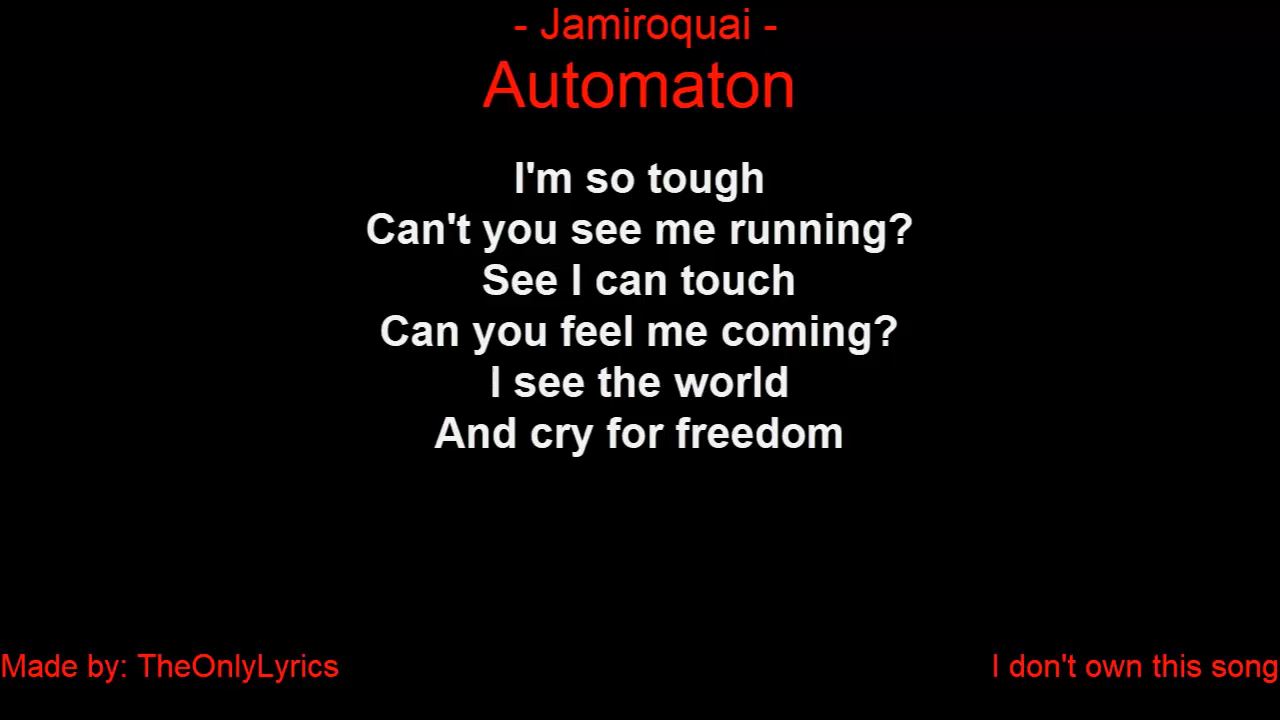 - Jamiroquai -
Automaton
I'm so tough
Can't you see me running?
See I can touch
Can you feel me coming?
I see the world
And cry for freedom
Made by: TheOnlyLyrics
I don't own this song